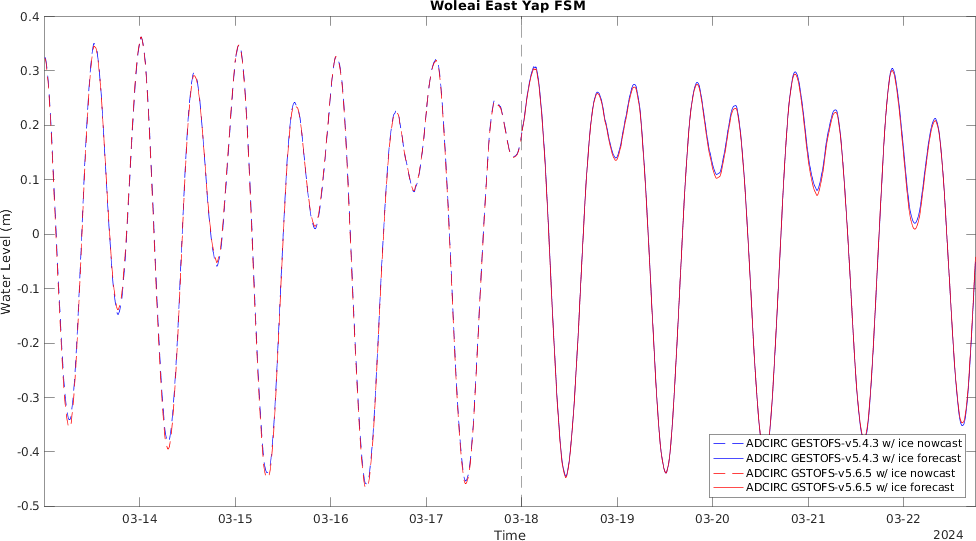 Woleai East Yap FSM
0.4
0.3
0.2
0.1
0
-0.1
-0.2
-0.3
-0.4
-0.5
Water Level (m)
ADCIRC GESTOFS-v5.4.3 w/ ice nowcast
ADCIRC GESTOFS-v5.4.3 w/ ice forecast
ADCIRC GSTOFS-v5.6.5 w/ ice nowcast
ADCIRC GSTOFS-v5.6.5 w/ ice forecast
03-14 03-15 03-16 03-17 03-18 03-19 03-20 03-21 03-22
Time
2024